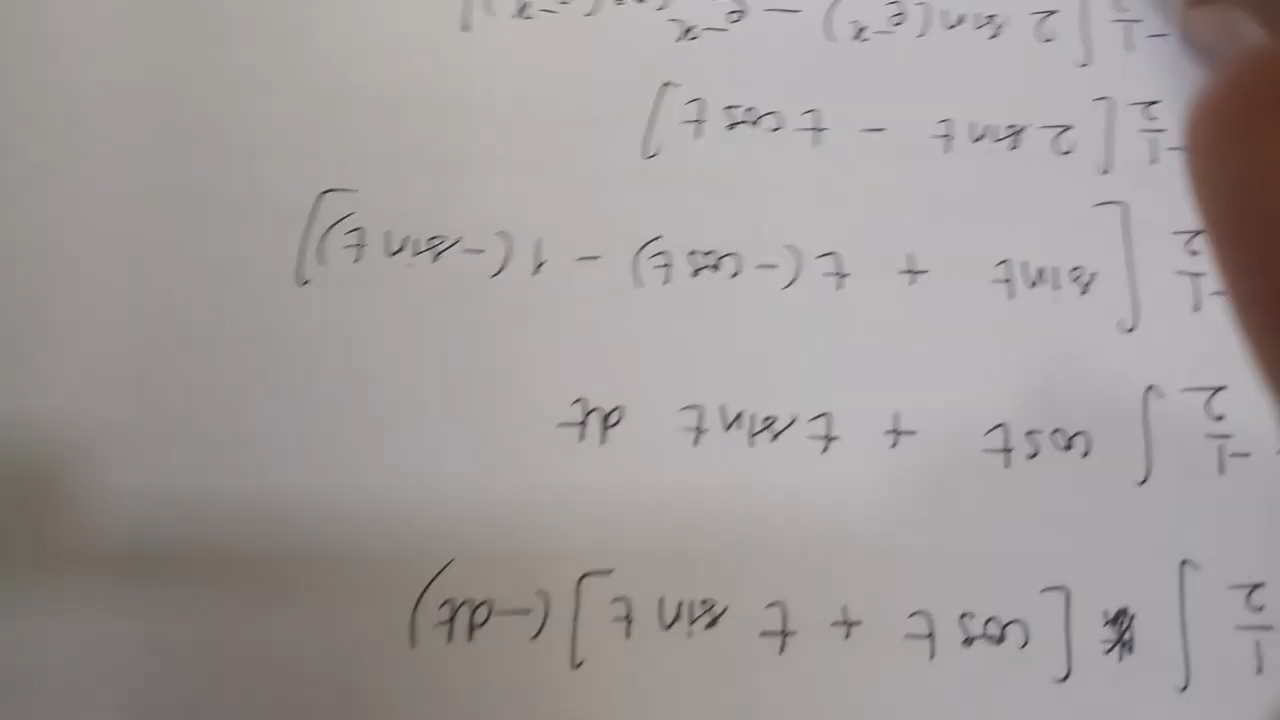 1/2 ∫ [cos t + t sin t] (-dt)
-1/2 ∫ cos t + t sin t dt
-1/2 [sin t + t(-cos t) - 1(-sin t)]
-1/2 [2 sin t - t cos t]
-1/2 [2 sin(e^-x) - e^-x cos(e^-x)]